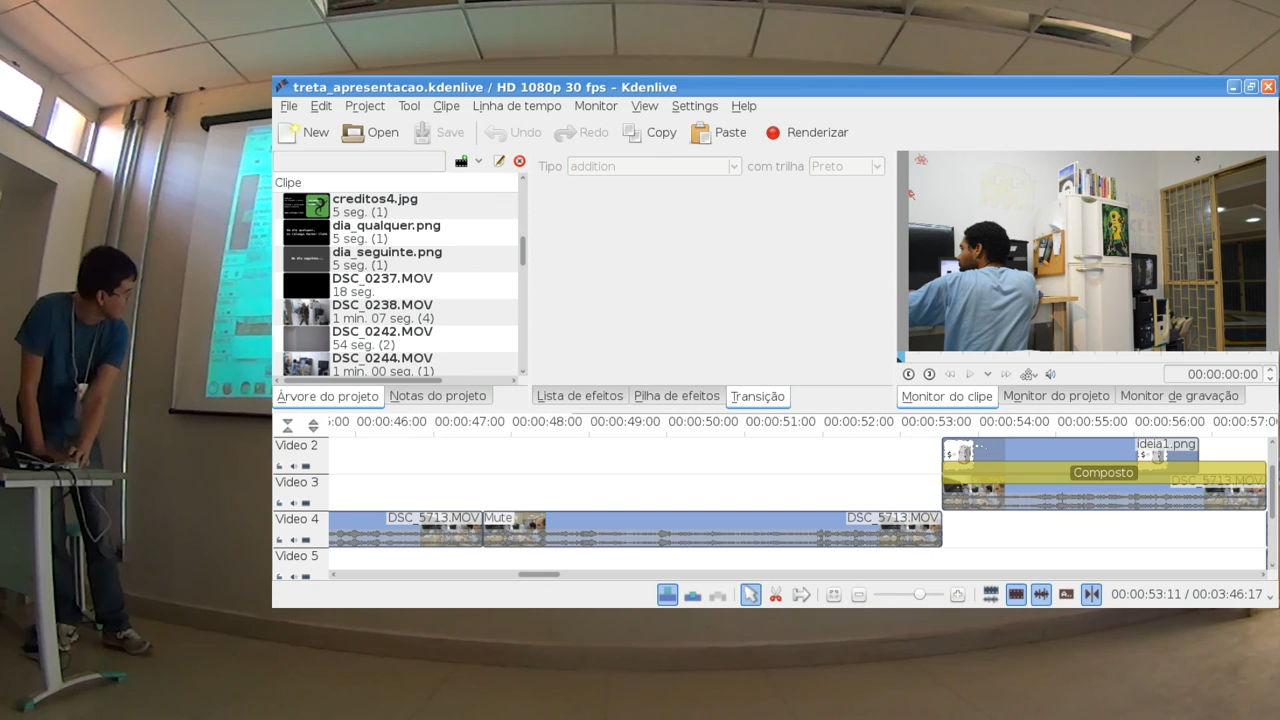 treta_apresentacao.kdenlive / HD 1080p 30 fps – Kdenlive
File Edit Project Tool Clipe Linha de tempo Monitor View Settings Help
New Open Save Undo Redo Copy Paste Renderizar
Tipo addition com trilha Preto
Clipe
creditos4.jpg
5 seg. (1)
dia_qualquer.png
5 seg. (1)
dia_seguinte.png
5 seg. (1)
DSC_0237.MOV
18 seg.
DSC_0238.MOV
1 min. 07 seg. (4)
DSC_0242.MOV
54 seg. (2)
DSC_0244.MOV
1 min. 00 seg. (1)
00:00:00:00
Árvore do projeto Notas do projeto Lista de efeitos Pilha de efeitos Transição Monitor do clipe Monitor do projeto Monitor de gravação
5:00 00:00:46:00 00:00:47:00 00:00:48:00 00:00:49:00 00:00:50:00 00:00:51:00 00:00:52:00 00:00:53:00 00:00:54:00 00:00:55:00 00:00:56:00 00:00:57:0
Video 2 ideia1.png
Composto
Video 3 DSC_5713.MOV
Video 4 DSC_5713.MOV Mute DSC_5713.MOV
Video 5
00:00:53:11 / 00:03:46:17